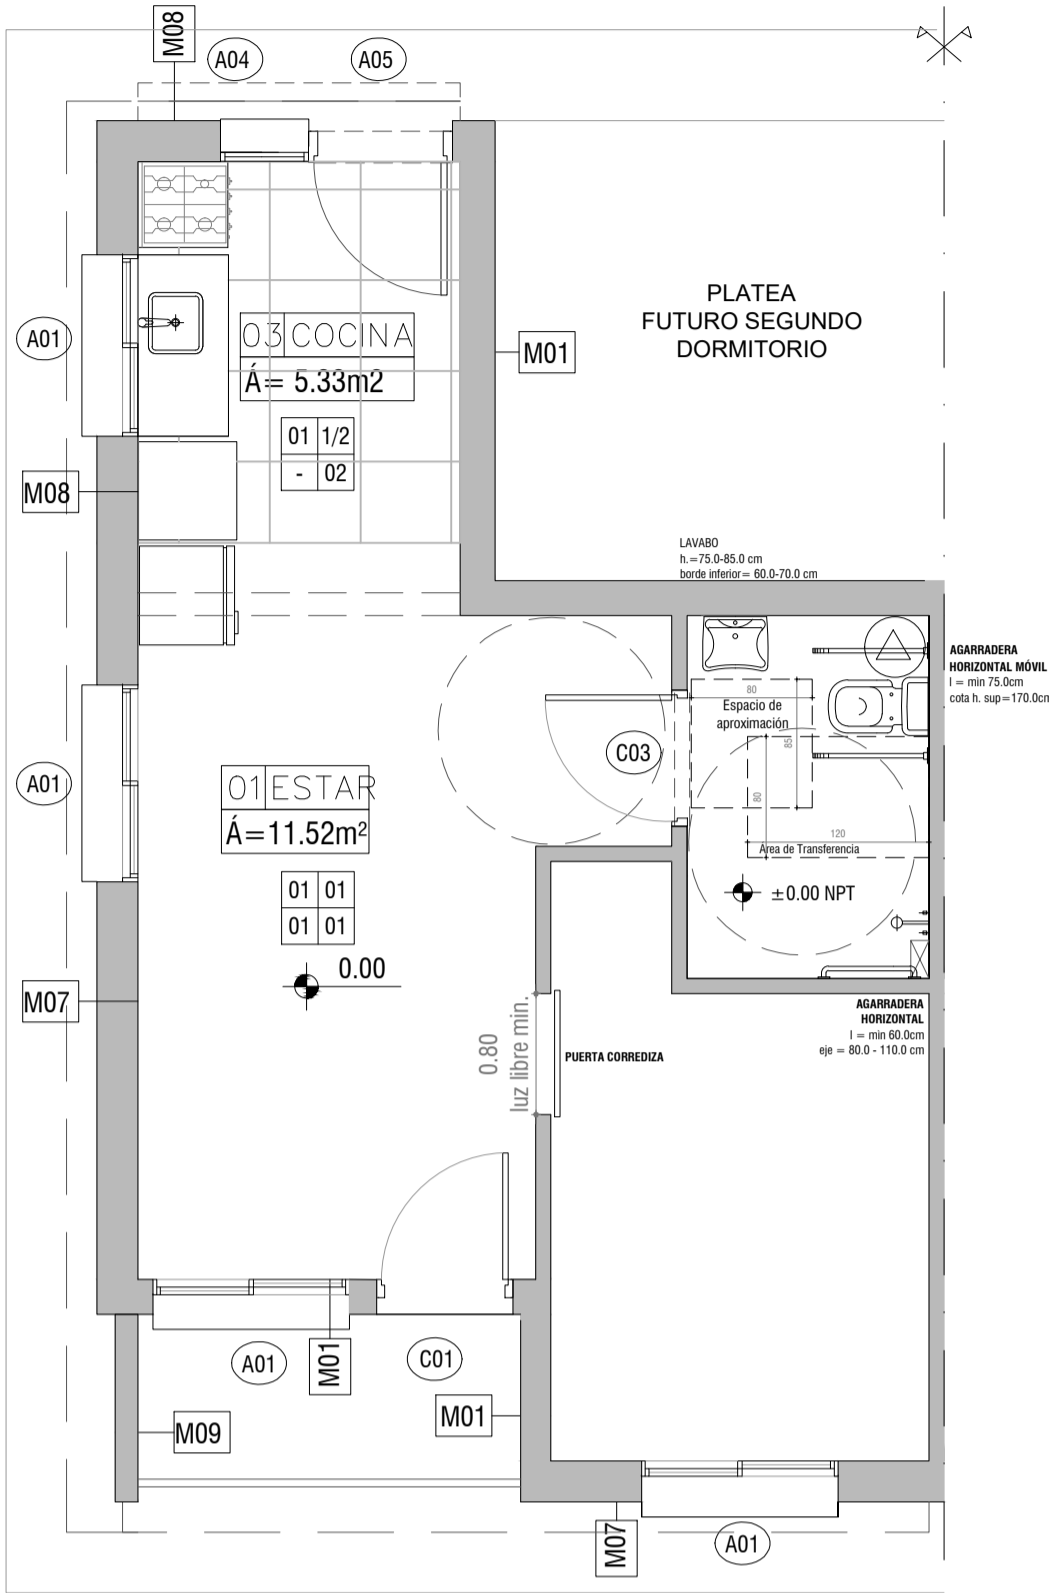 M08
A04
A05
PLATEA
FUTURO SEGUNDO
DORMITORIO
A01
03 COCINA
Á= 5.33m2
M01
01 1/2
- 02
M08
LAVABO
h.=75.0-85.0 cm
borde inferior= 60.0-70.0 cm
AGARRADERA
HORIZONTAL MÓVIL
l = min 75.0cm
cota h. sup=170.0cm
80
Espacio de
aproximación
85
C03
A01
01 ESTAR
Á=11.52m²
80
120
Área de Transferencia
±0.00 NPT
01 01
01 01
0.00
M07
0.80
luz libre min.
AGARRADERA
HORIZONTAL
l = min 60.0cm
eje = 80.0 - 110.0 cm
PUERTA CORREDIZA
A01
M01
C01
M09
M01
M07
A01